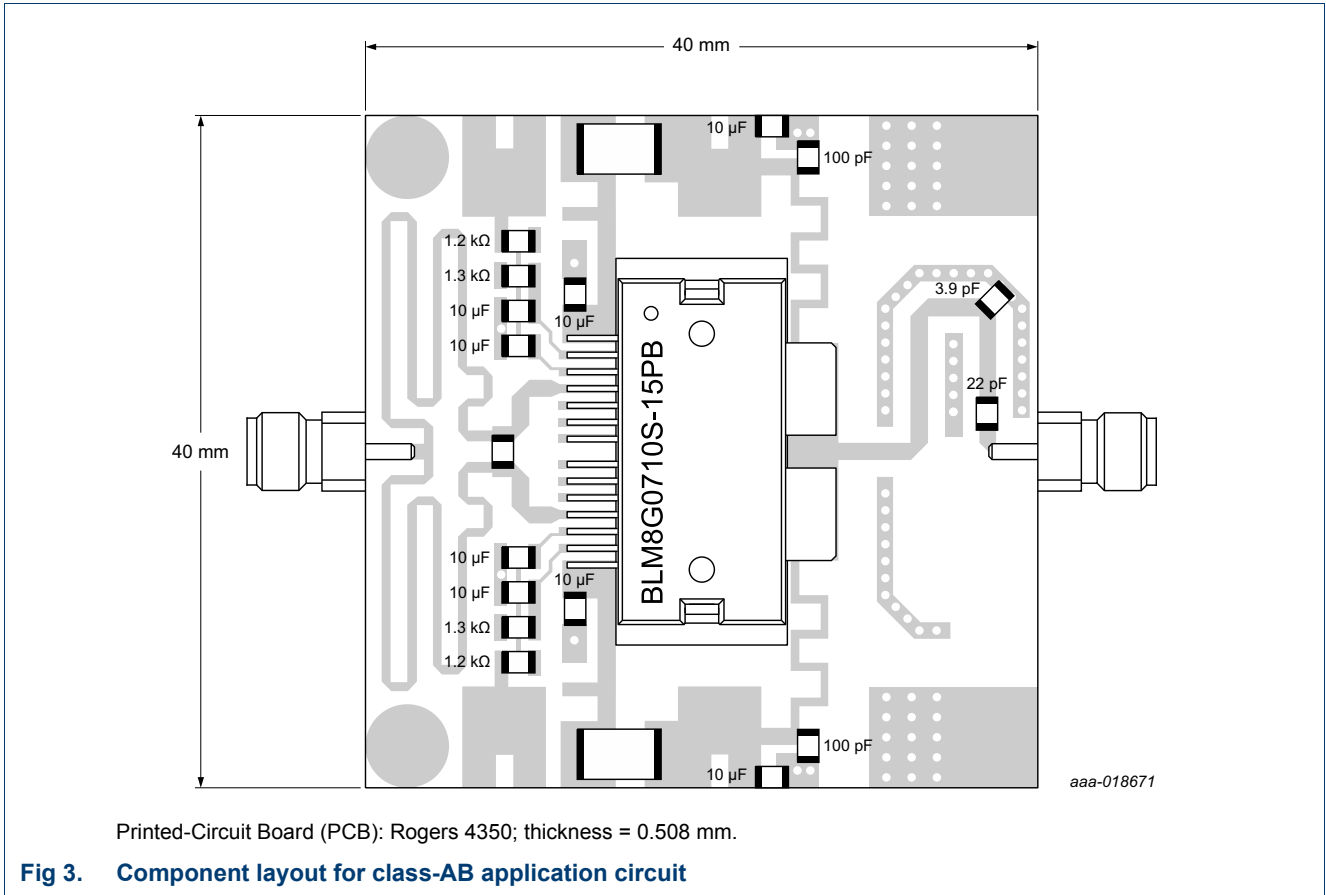 40 mm
10 µF
100 pF
1.2 kΩ
1.3 kΩ
10 µF
10 µF
10 µF
3.9 pF
22 pF
40 mm
BLM8G0710S-15PB
10 µF
10 µF
10 µF
1.3 kΩ
1.2 kΩ
100 pF
10 µF
aaa-018671
Printed-Circuit Board (PCB): Rogers 4350; thickness = 0.508 mm.
Fig 3. Component layout for class-AB application circuit